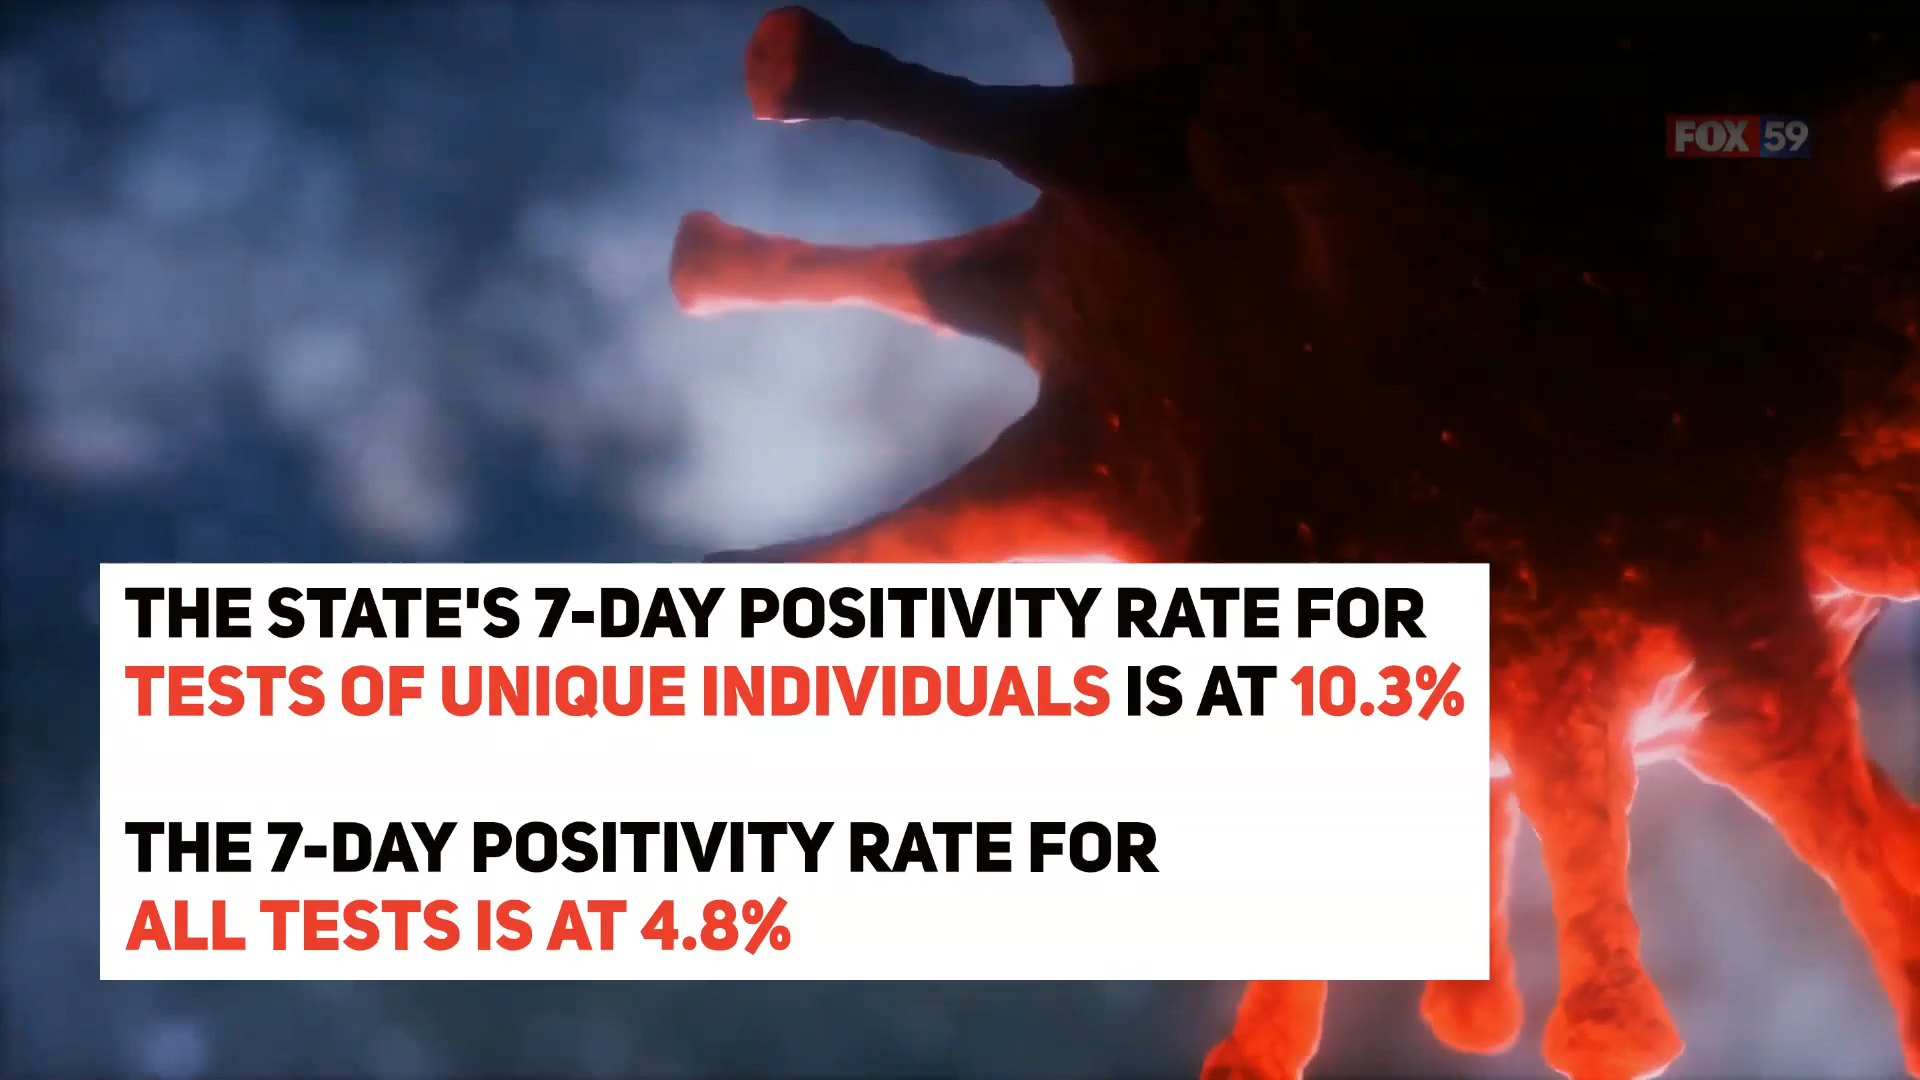 FOX 59
THE STATE'S 7-DAY POSITIVITY RATE FOR
TESTS OF UNIQUE INDIVIDUALS IS AT 10.3%
THE 7-DAY POSITIVITY RATE FOR
ALL TESTS IS AT 4.8%